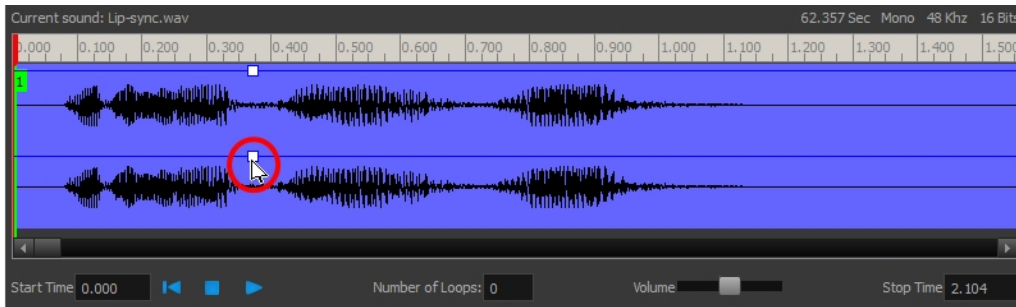 Current sound: Lip-sync.wav 62.357 Sec Mono 48 Khz 16 Bits
0.000 0.100 0.200 0.300 0.400 0.500 0.600 0.700 0.800 0.900 1.000 1.100 1.200 1.300 1.400 1.500
1
Start Time 0.000 Number of Loops: 0 Volume Stop Time 2.104